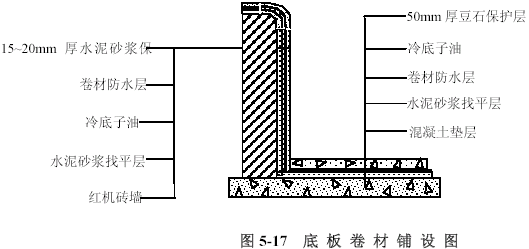 15~20mm 厚水泥砂浆保
卷材防水层
冷底子油
水泥砂浆找平层
红机砖墙
50mm 厚豆石保护层
冷底子油
卷材防水层
水泥砂浆找平层
混凝土垫层
图 5-17 底板卷材铺设图